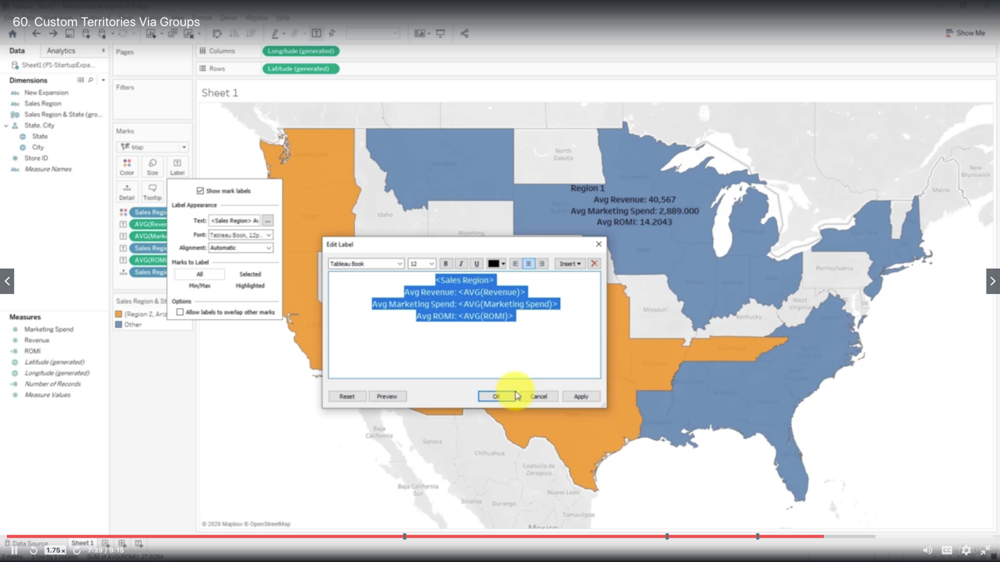 60. Custom Territories Via Groups
Show Me
Data
Analytics
Pages
Columns
Longitude (generated)
Sheet1 (P1-StartupExpa...
Rows
Latitude (generated)
Dimensions
Filters
Abc New Expansion
Abc Sales Region
Sales Region & State (gro...
State, City
State
City
Store ID
Abc Measure Names
Sheet 1
Marks
Map
Color
Size
Label
Detail
Tooltip
Sales Regi
AVG(Reve
AVG(Mark
Sales Regi
AVG(ROMI
Sales Regi
Sales Region & St
(Region 2, Ariz
Other
Show mark labels
Label Appearance
Text: <Sales Region> Av ...
Font: Tableau Book, 12p...
Alignment: Automatic
Marks to Label
All
Selected
Min/Max
Highlighted
Options
Allow labels to overlap other marks
Measures
Marketing Spend
Revenue
ROMI
Latitude (generated)
Longitude (generated)
Number of Records
Measure Values
Region 1
Avg Revenue: 40,567
Avg Marketing Spend: 2,889.000
Avg ROMI: 14.2043
Edit Label
Tableau Book
12
B
I
U
Insert
<Sales Region>
Avg Revenue: <AVG(Revenue)>
Avg Marketing Spend: <AVG(Marketing Spend)>
Avg ROMI: <AVG(ROMI)>
Reset
Preview
OK
Cancel
Apply
North
Dakota
New
Brunswick
Maine
Idaho
Wyoming
Pennsylvania
Missouri
West
Virginia
Kentucky
Baja
California
Sonora
Chihuahua
Coahuila de
Zaragoza
Baja California
Sur
Nuevo León
Sinaloa
Durango
Tamaulipas
México
© 2020 Mapbox © OpenStreetMap
Data Source
Sheet 1
1.75x
7:39 / 9:15
CC